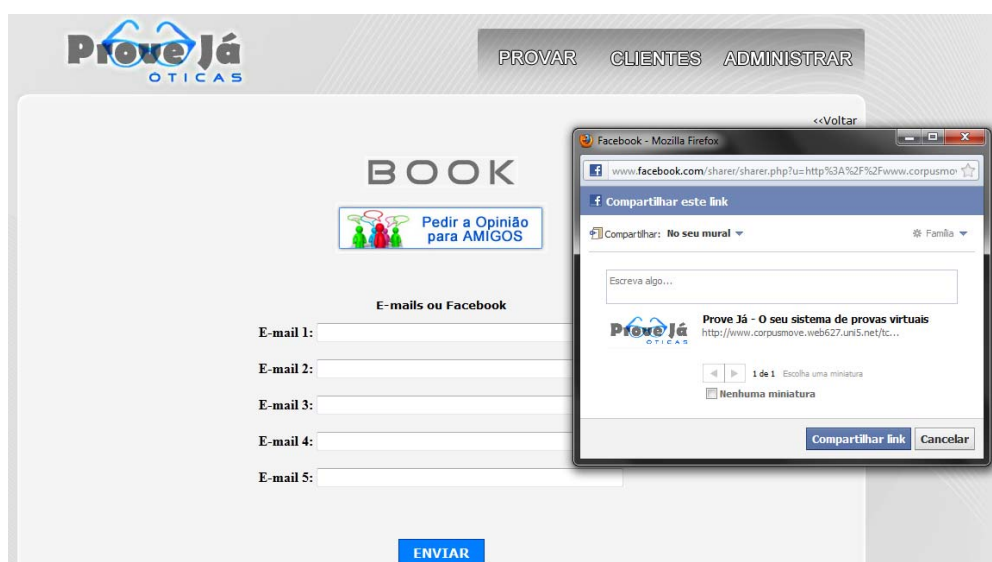 Prove Já
ÓTICAS
PROVAR CLIENTES ADMINISTRAR
<<Voltar
BOOK
Pedir a Opinião
para AMIGOS
E-mails ou Facebook
E-mail 1:
E-mail 2:
E-mail 3:
E-mail 4:
E-mail 5:
ENVIAR
Facebook - Mozilla Firefox
www.facebook.com/sharer/sharer.php?u=http%3A%2F%2Fwww.corpusmov
Compartilhar este link
Compartilhar: No seu mural
Família
Escreva algo...
Prove Já
ÓTICAS
Prove Já - O seu sistema de provas virtuais
http://www.corpusmove.web627.uni5.net/tc...
1 de 1 Escolha uma miniatura
Nenhuma miniatura
Compartilhar link Cancelar